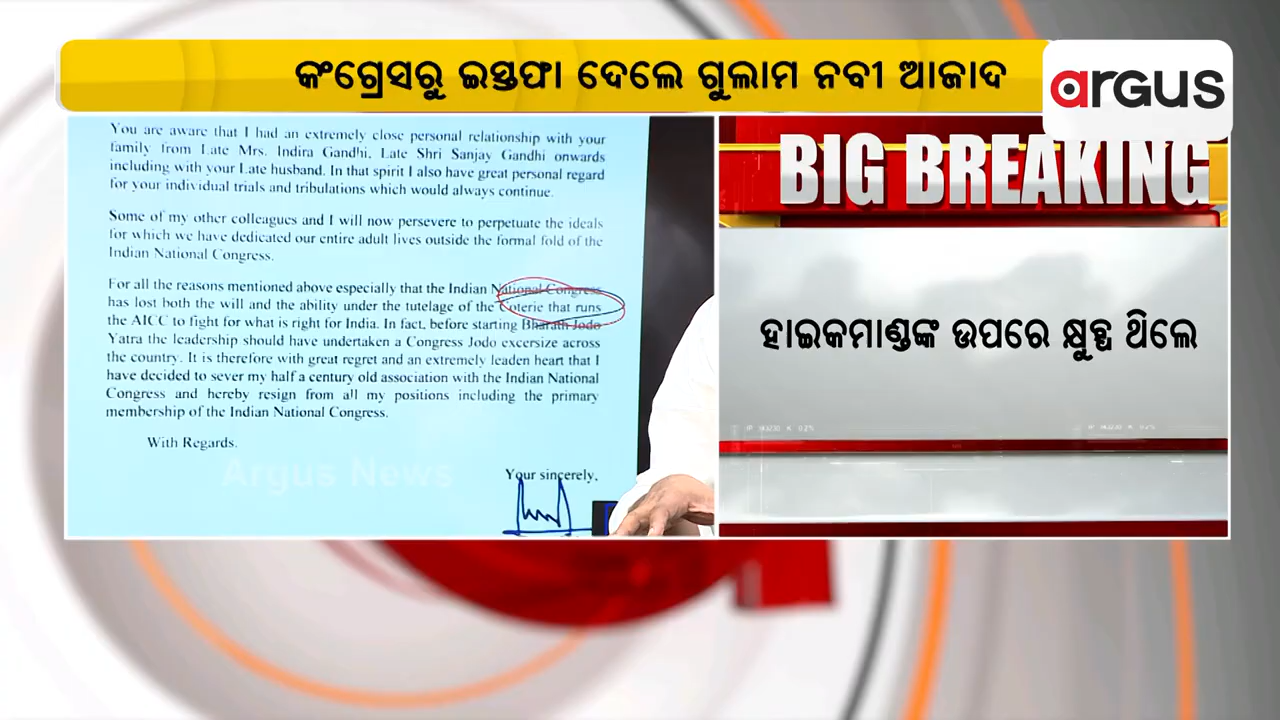 କଂଗ୍ରେସରୁ ଇସ୍ତଫା ଦେଲେ ଗୁଲାମ ନବୀ ଆଜାଦ
argus
You are aware that I had an extremely close personal relationship with your
family from Late Mrs. Indira Gandhi, Late Shri Sanjay Gandhi onwards
including with your Late husband. In that spirit I also have great personal regard
for your individual trials and tribulations which would always continue.
Some of my other colleagues and I will now persevere to perpetuate the ideals
for which we have dedicated our entire adult lives outside the formal fold of the
Indian National Congress.
For all the reasons mentioned above especially that the Indian National Congress
has lost both the will and the ability under the tutelage of the Coterie that runs
the AICC to fight for what is right for India. In fact, before starting Bharath Jodo
Yatra the leadership should have undertaken a Congress Jodo excersize across
the country. It is therefore with great regret and an extremely leaden heart that I
have decided to sever my half a century old association with the Indian National
Congress and hereby resign from all my positions including the primary
membership of the Indian National Congress.
With Regards.
Your sincerely,
Argus News
BIG BREAKING
ହାଇକମାଣ୍ଡଙ୍କ ଉପରେ କ୍ଷୁବ୍ଧ ଥିଲେ